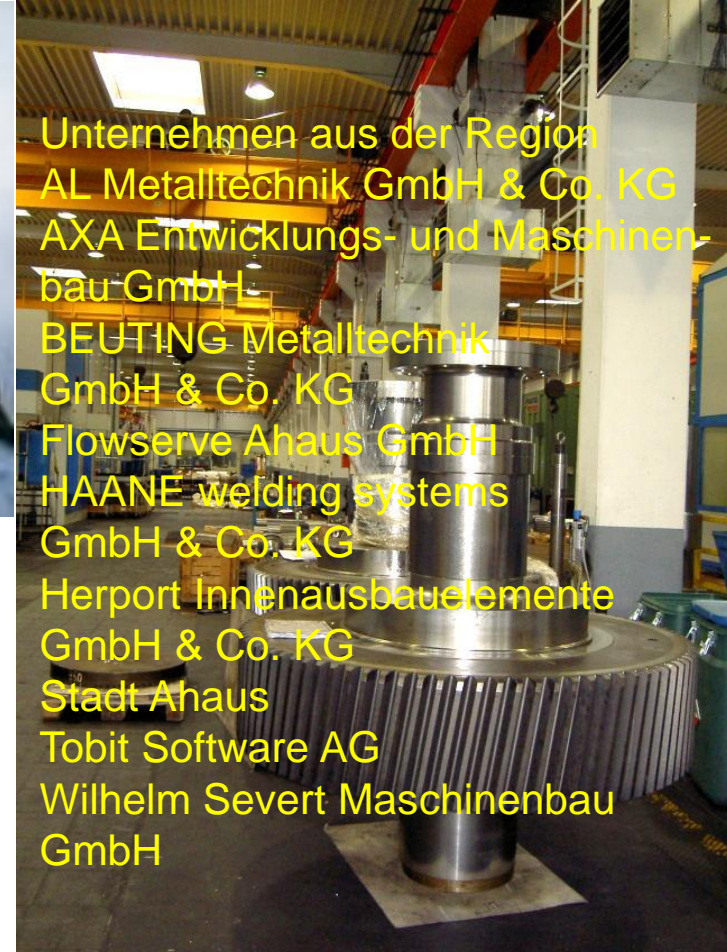 Unternehmen aus der Region
AL Metalltechnik GmbH & Co. KG
AXA Entwicklungs- und Maschinen-
bau GmbH
BEUTING Metalltechnik
GmbH & Co. KG
Flowserve Ahaus GmbH
HAANE welding systems
GmbH & Co. KG
Herport Innenausbauelemente
GmbH & Co. KG
Stadt Ahaus
Tobit Software AG
Wilhelm Severt Maschinenbau
GmbH